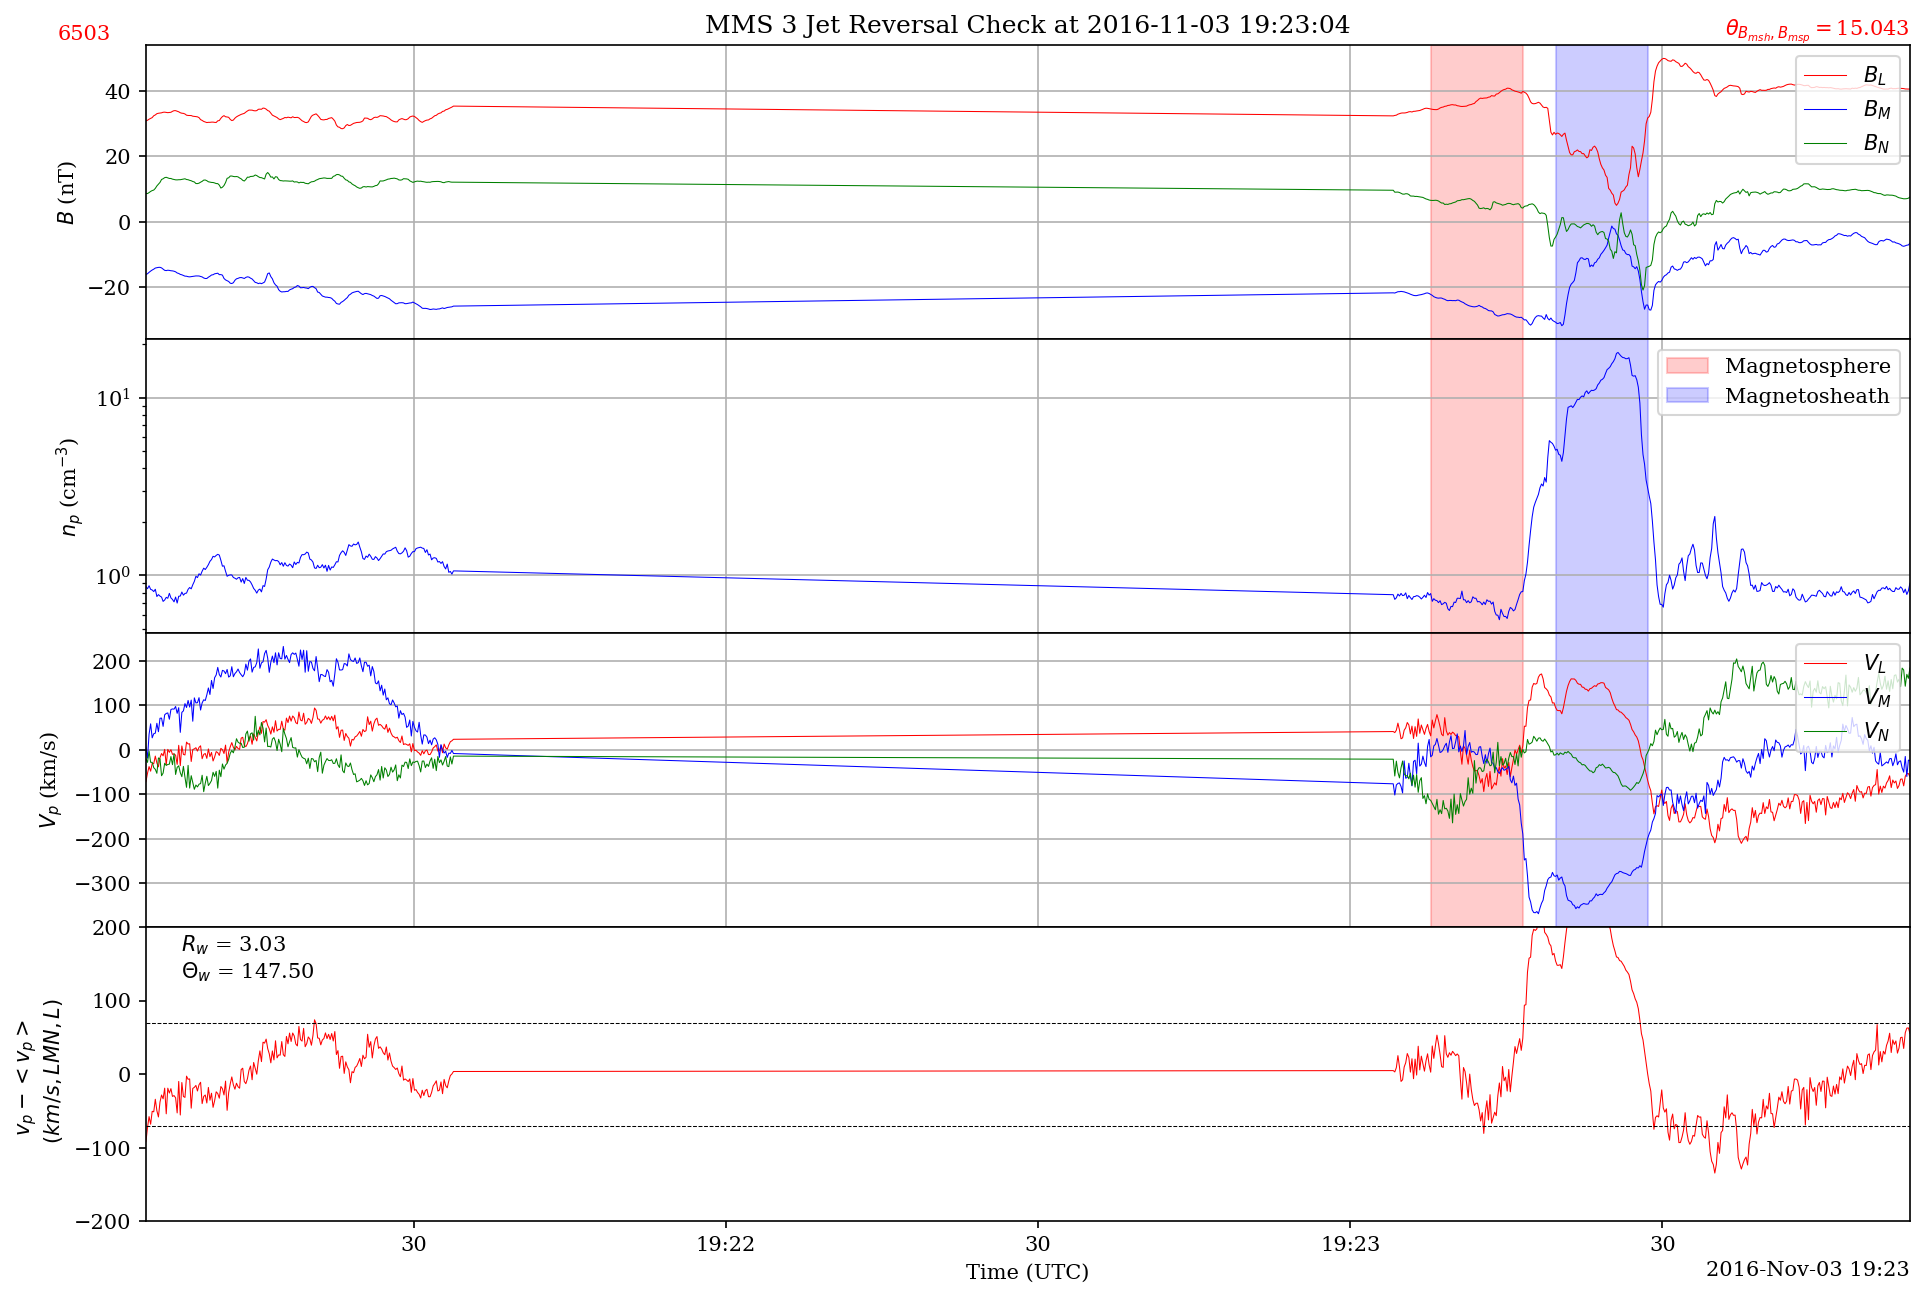 6503
MMS 3 Jet Reversal Check at 2016-11-03 19:23:04
θ_{B_{msh}, B_{msp}} = 15.043
B (nT)
40
20
0
−20
B_L
B_M
B_N
n_p (cm^{−3})
10^1
10^0
Magnetosphere
Magnetosheath
V_p (km/s)
200
100
0
−100
−200
−300
V_L
V_M
V_N
v_p − <v_p>
(km/s, LMN, L)
200
100
0
−100
−200
R_w = 3.03
Θ_w = 147.50
30
19:22
30
19:23
30
Time (UTC)
2016-Nov-03 19:23